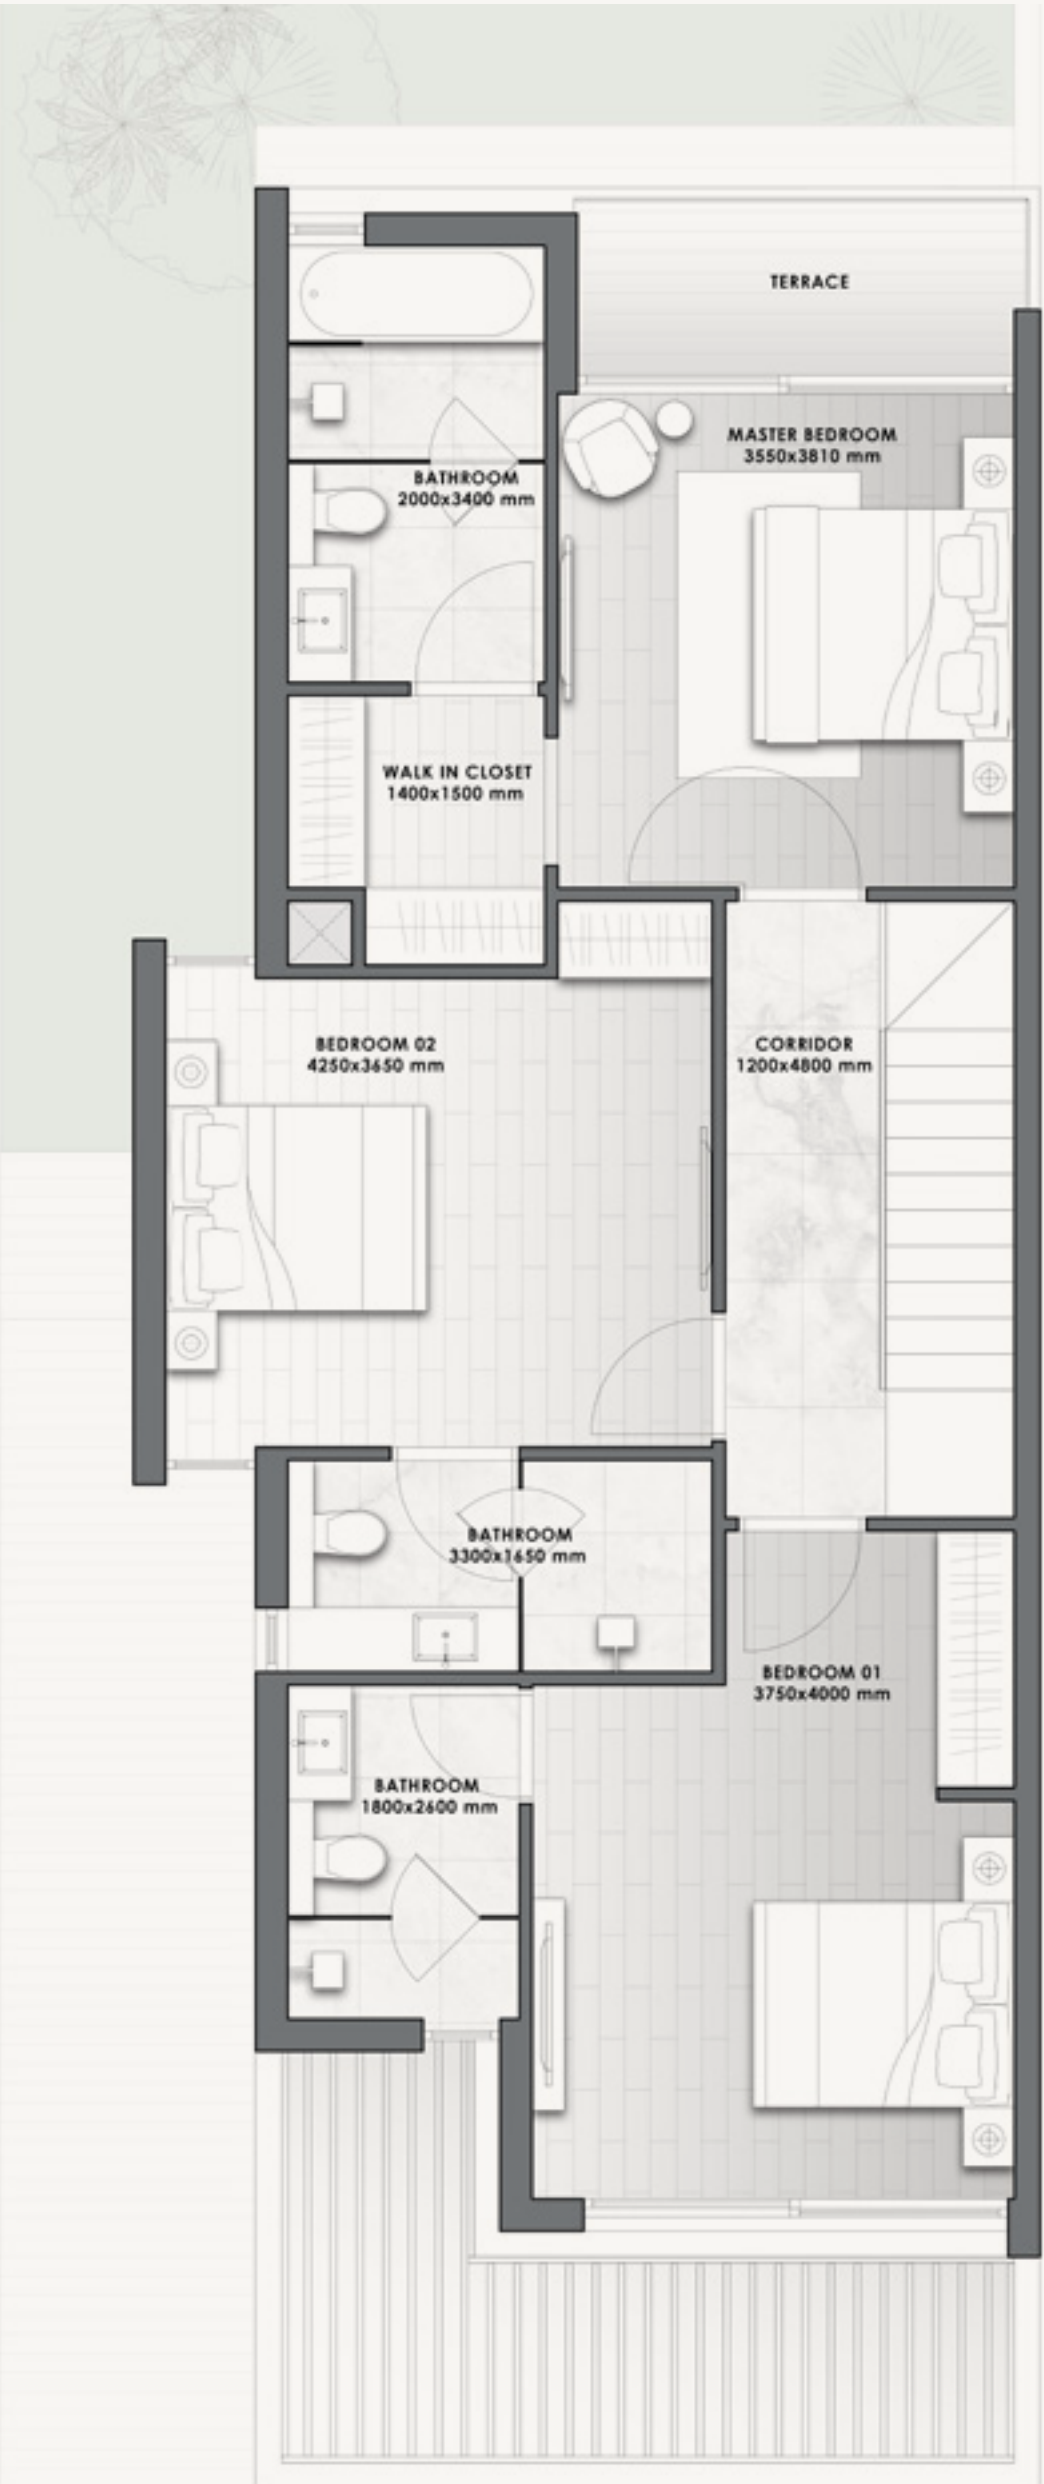 TERRACE
MASTER BEDROOM
3550x3810 mm
BATHROOM
2000x3400 mm
WALK IN CLOSET
1400x1500 mm
BEDROOM 02
4250x3650 mm
CORRIDOR
1200x4800 mm
BATHROOM
3300x1650 mm
BEDROOM 01
3750x4000 mm
BATHROOM
1800x2600 mm